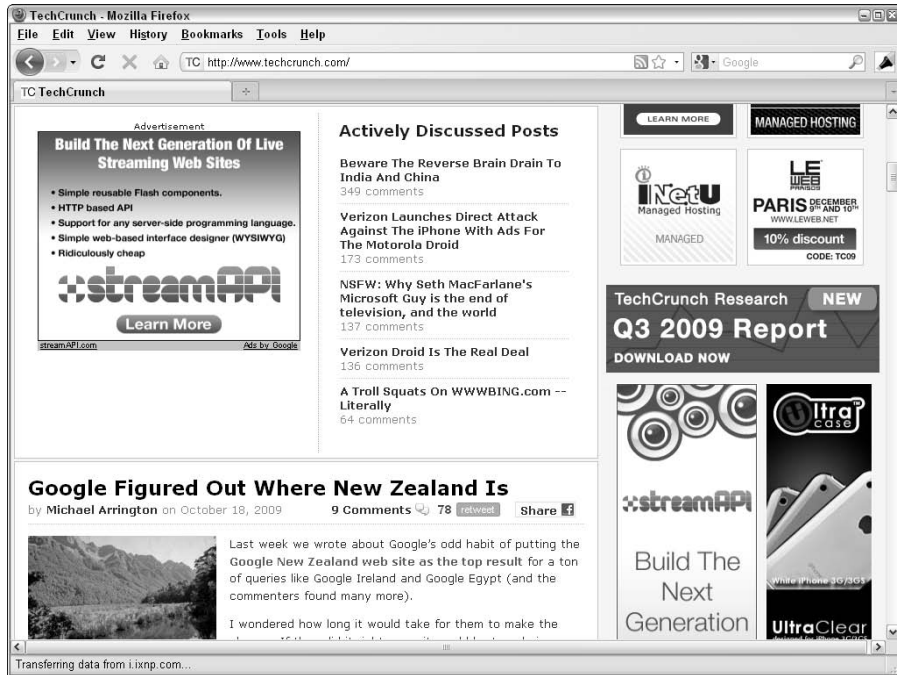 TechCrunch - Mozilla Firefox
File Edit View History Bookmarks Tools Help
TC http://www.techcrunch.com/
Google
TC TechCrunch
Advertisement
Build The Next Generation Of Live
Streaming Web Sites
• Simple reusable Flash components.
• HTTP based API
• Support for any server-side programming language.
• Simple web-based interface designer (WYSIWYG)
• Ridiculously cheap
streamAPI
Learn More
streamAPI.com Ads by Google
Actively Discussed Posts
Beware The Reverse Brain Drain To
India And China
349 comments
Verizon Launches Direct Attack
Against The iPhone With Ads For
The Motorola Droid
173 comments
NSFW: Why Seth MacFarlane's
Microsoft Guy is the end of
television, and the world
137 comments
Verizon Droid Is The Real Deal
136 comments
A Troll Squats On WWWBING.com --
Literally
64 comments
LEARN MORE
MANAGED HOSTING
iNetU
Managed Hosting
MANAGED
LE
WEB
PARIS DECEMBER
9TH AND 10TH
WWW.LEWEB.NET
10% discount
CODE: TC09
TechCrunch Research NEW
Q3 2009 Report
DOWNLOAD NOW
streamAPI
Build The
Next
Generation
Ultra
case
White iPhone 3G/3GS
UltraClear
designed for iPhone 3G/3GS
Google Figured Out Where New Zealand Is
by Michael Arrington on October 18, 2009 9 Comments 78 retweet Share
Last week we wrote about Google's odd habit of putting the
Google New Zealand web site as the top result for a ton
of queries like Google Ireland and Google Egypt (and the
commenters found many more).
I wondered how long it would take for them to make the
Transferring data from i.ixnp.com...